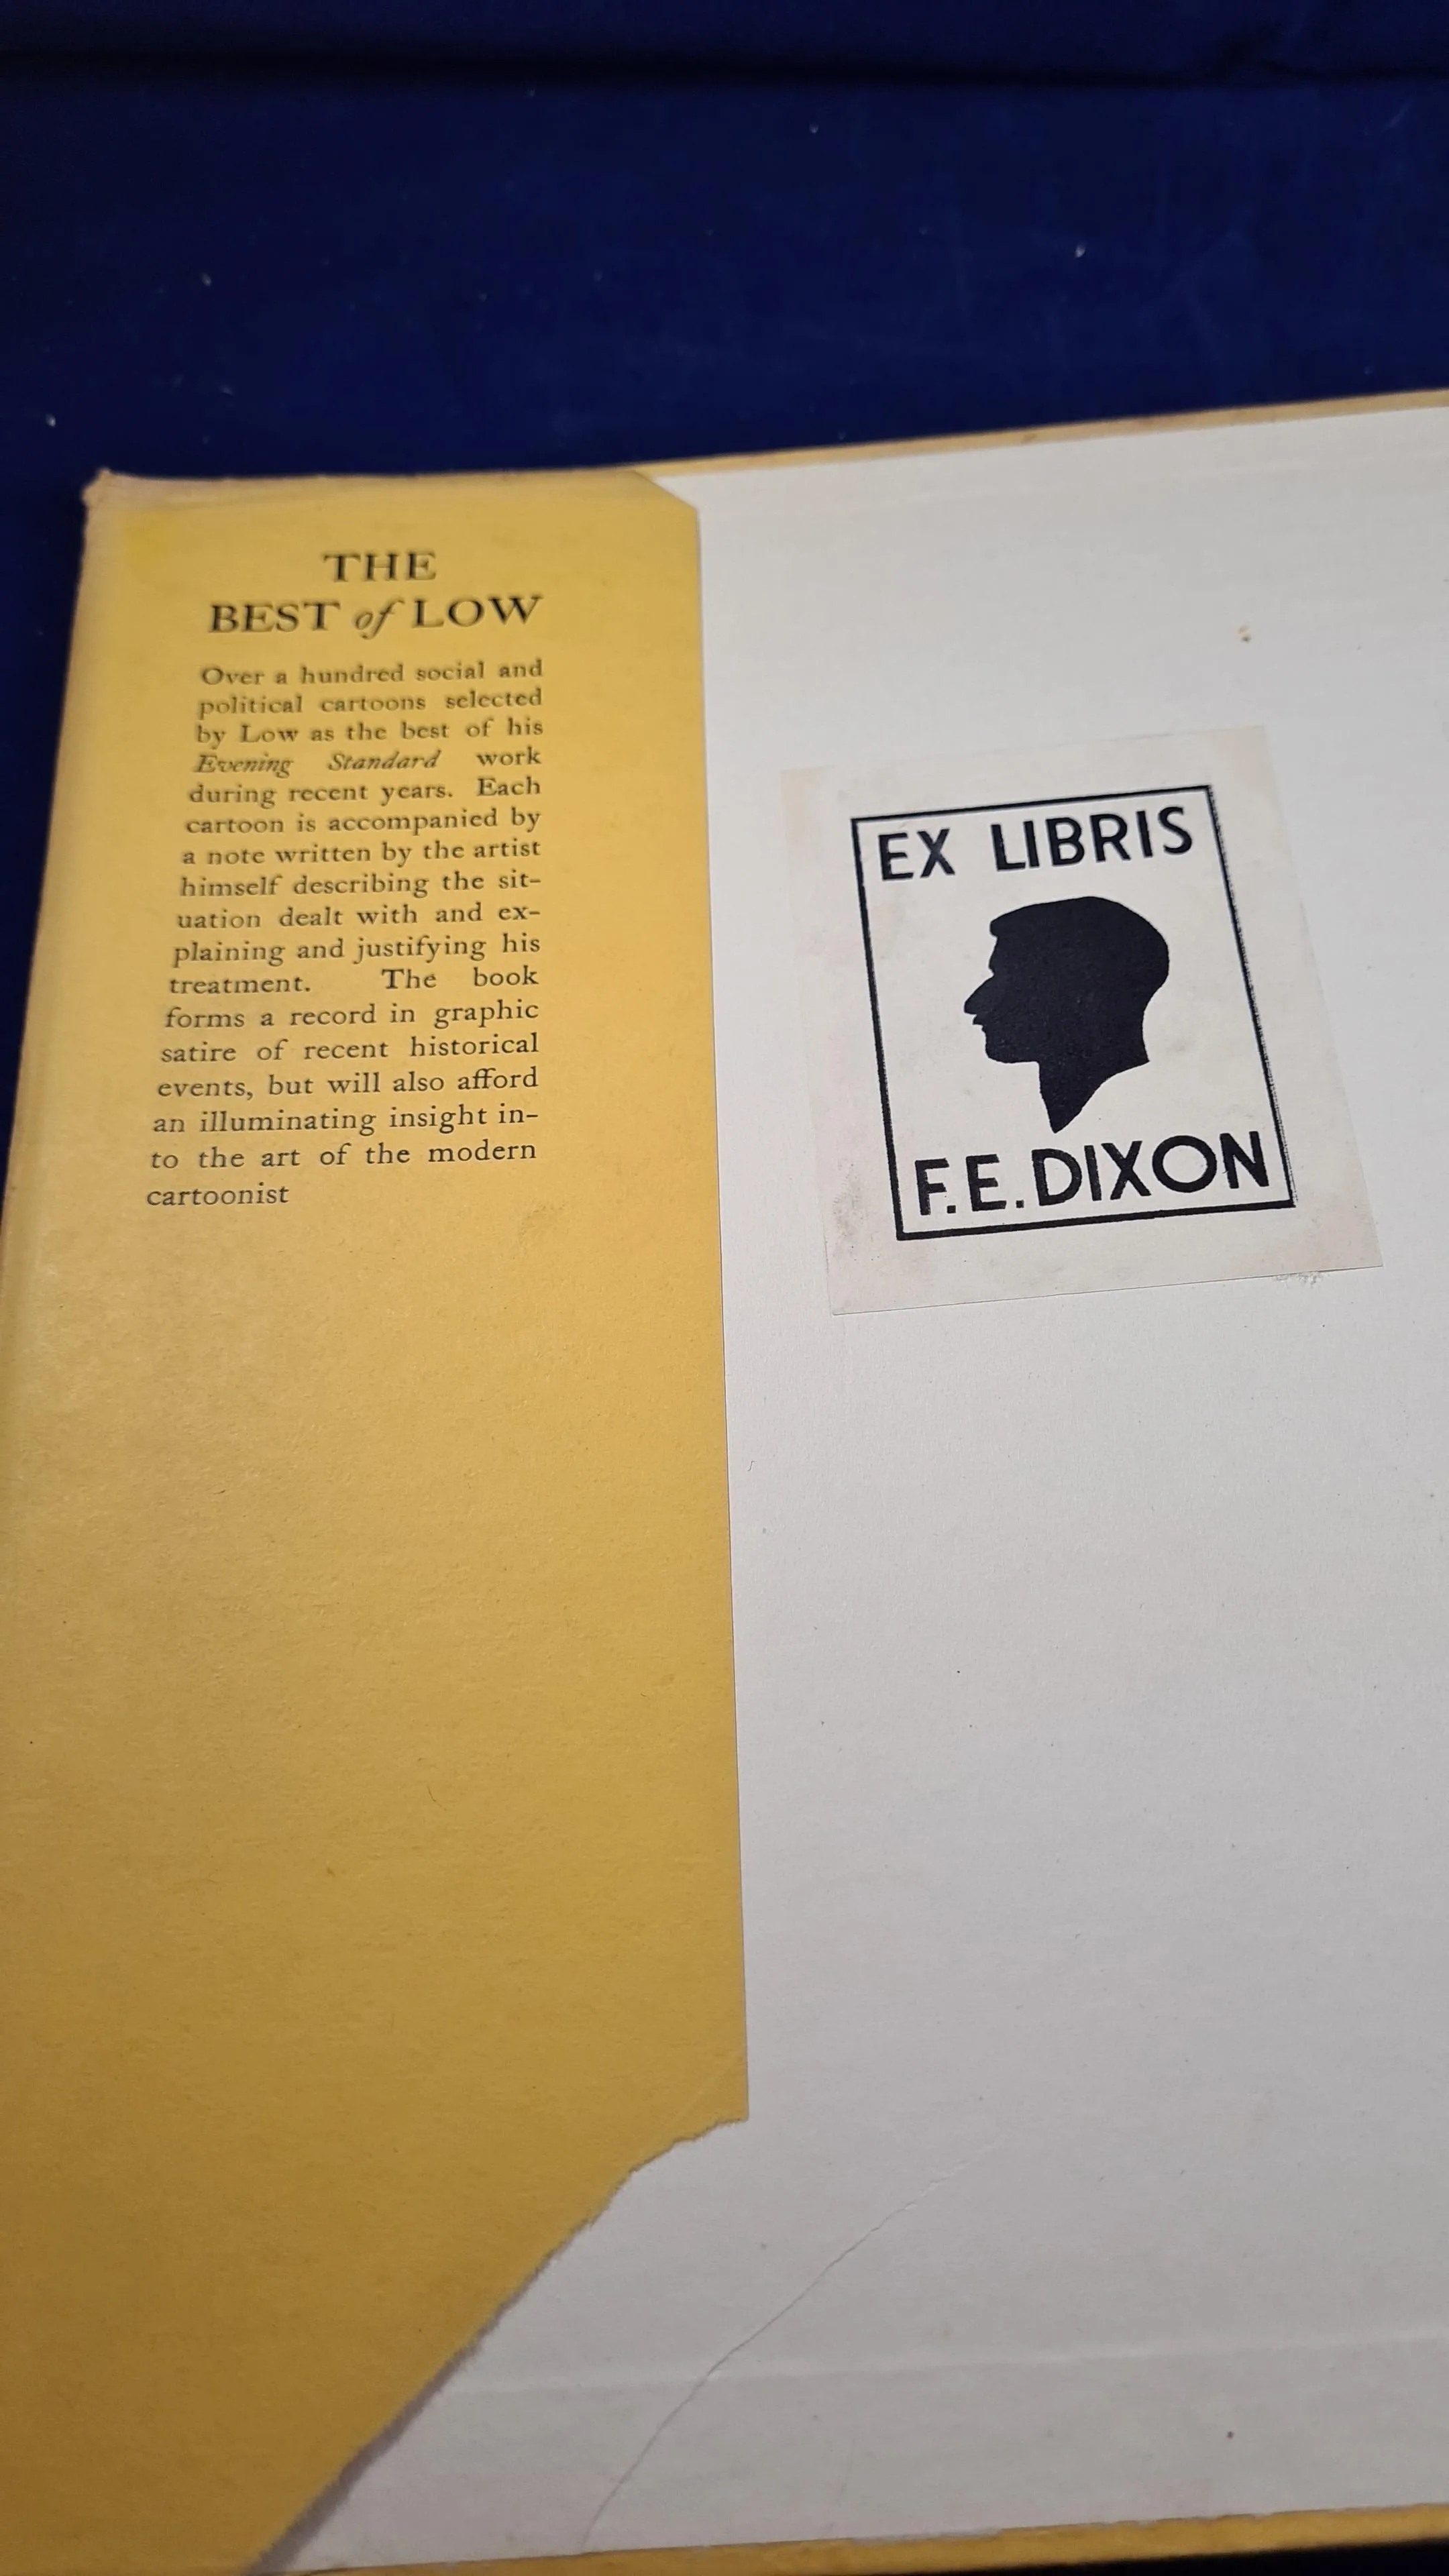 THE
BEST of LOW
Over a hundred social and
political cartoons selected
by Low as the best of his
Evening Standard work
during recent years. Each
cartoon is accompanied by
a note written by the artist
himself describing the sit-
uation dealt with and ex-
plaining and justifying his
treatment. The book
forms a record in graphic
satire of recent historical
events, but will also afford
an illuminating insight in-
to the art of the modern
cartoonist
EX LIBRIS
F.E.DIXON